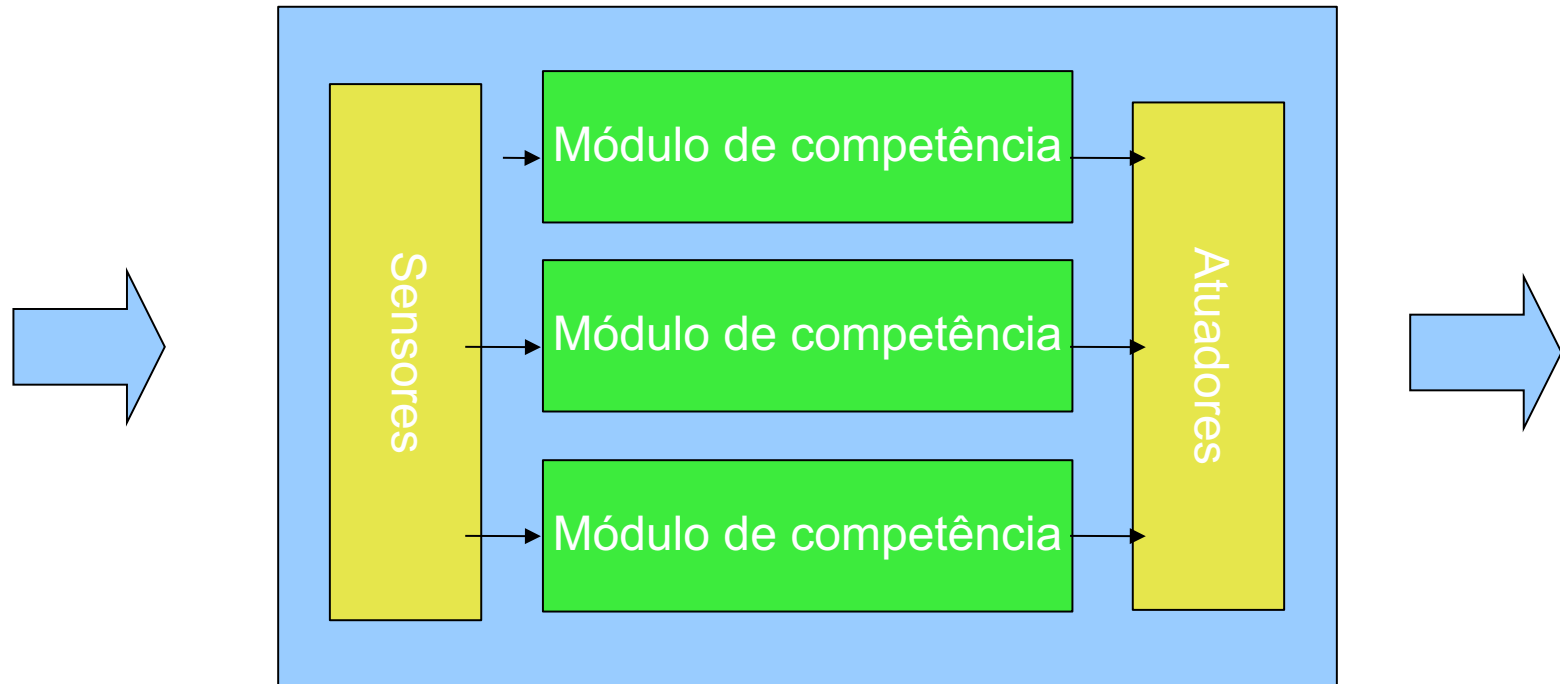 Sensores
Módulo de competência
Módulo de competência
Módulo de competência
Atuadores